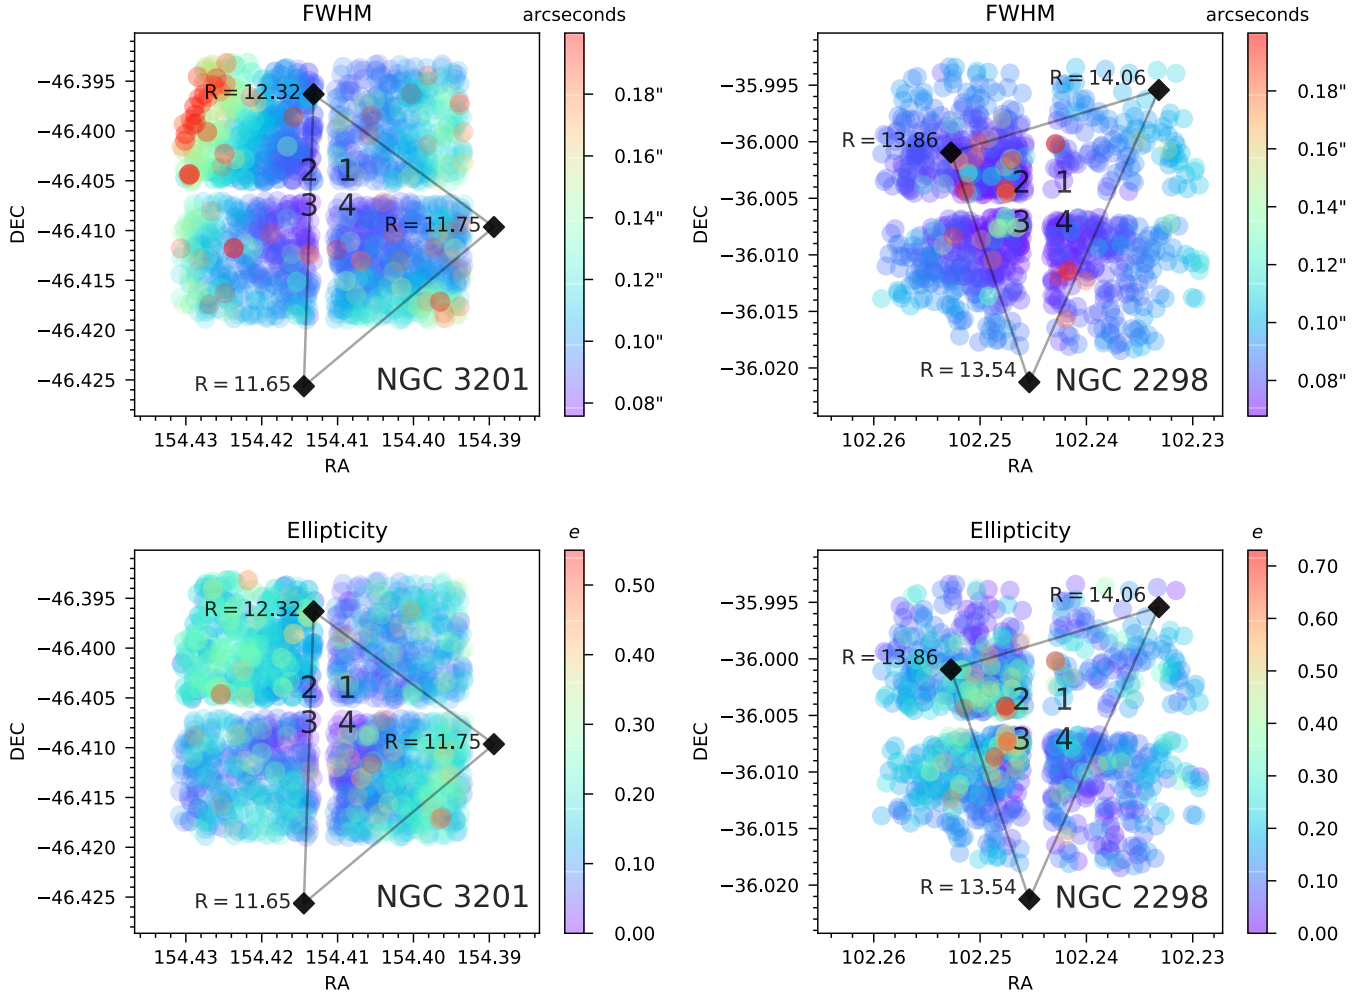 FWHM
arcseconds
R = 12.32
2 1
3 4
R = 11.75
R = 11.65
NGC 3201
−46.395
−46.400
−46.405
−46.410
−46.415
−46.420
−46.425
DEC
154.43 154.42 154.41 154.40 154.39
RA
0.18"
0.16"
0.14"
0.12"
0.10"
0.08"
FWHM
arcseconds
R = 14.06
R = 13.86
2 1
3 4
R = 13.54
NGC 2298
−35.995
−36.000
−36.005
−36.010
−36.015
−36.020
DEC
102.26 102.25 102.24 102.23
RA
0.18"
0.16"
0.14"
0.12"
0.10"
0.08"
Ellipticity
e
R = 12.32
2 1
3 4
R = 11.75
R = 11.65
NGC 3201
−46.395
−46.400
−46.405
−46.410
−46.415
−46.420
−46.425
DEC
154.43 154.42 154.41 154.40 154.39
RA
0.50
0.40
0.30
0.20
0.10
0.00
Ellipticity
e
R = 14.06
R = 13.86
2 1
3 4
R = 13.54
NGC 2298
−35.995
−36.000
−36.005
−36.010
−36.015
−36.020
DEC
102.26 102.25 102.24 102.23
RA
0.70
0.60
0.50
0.40
0.30
0.20
0.10
0.00